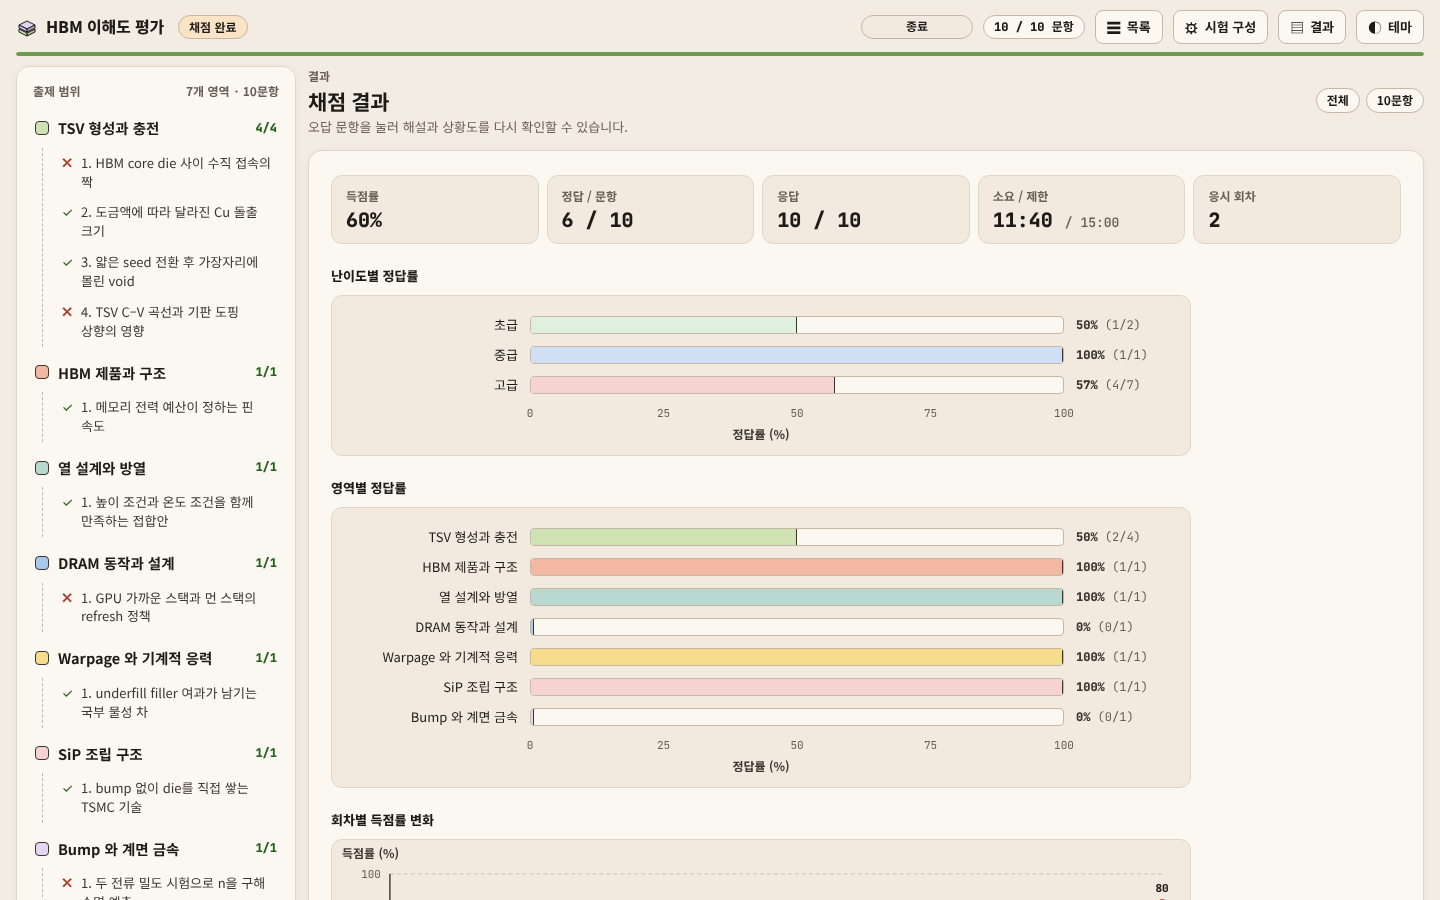 HBM 이해도 평가
채점 완료
종료
10 / 10 문항
목록
시험 구성
결과
테마
출제 범위
7개 영역 · 10문항
TSV 형성과 충전
4/4
1. HBM core die 사이 수직 접속의
짝
2. 도금액에 따라 달라진 Cu 돌출
크기
3. 얇은 seed 전환 후 가장자리에
몰린 void
4. TSV C–V 곡선과 기판 도핑
상향의 영향
HBM 제품과 구조
1/1
1. 메모리 전력 예산이 정하는 핀
속도
열 설계와 방열
1/1
1. 높이 조건과 온도 조건을 함께
만족하는 접합안
DRAM 동작과 설계
1/1
1. GPU 가까운 스택과 먼 스택의
refresh 정책
Warpage 와 기계적 응력
1/1
1. underfill filler 여과가 남기는
국부 물성 차
SiP 조립 구조
1/1
1. bump 없이 die를 직접 쌓는
TSMC 기술
Bump 와 계면 금속
1/1
1. 두 전류 밀도 시험으로 n을 구해
결과
채점 결과
오답 문항을 눌러 해설과 상황도를 다시 확인할 수 있습니다.
전체
10문항
득점률
60%
정답 / 문항
6 / 10
응답
10 / 10
소요 / 제한
11:40 / 15:00
응시 회차
2
난이도별 정답률
초급
50% (1/2)
중급
100% (1/1)
고급
57% (4/7)
0 25 50 75 100
정답률 (%)
영역별 정답률
TSV 형성과 충전
50% (2/4)
HBM 제품과 구조
100% (1/1)
열 설계와 방열
100% (1/1)
DRAM 동작과 설계
0% (0/1)
Warpage 와 기계적 응력
100% (1/1)
SiP 조립 구조
100% (1/1)
Bump 와 계면 금속
0% (0/1)
0 25 50 75 100
정답률 (%)
회차별 득점률 변화
득점률 (%)
100
80